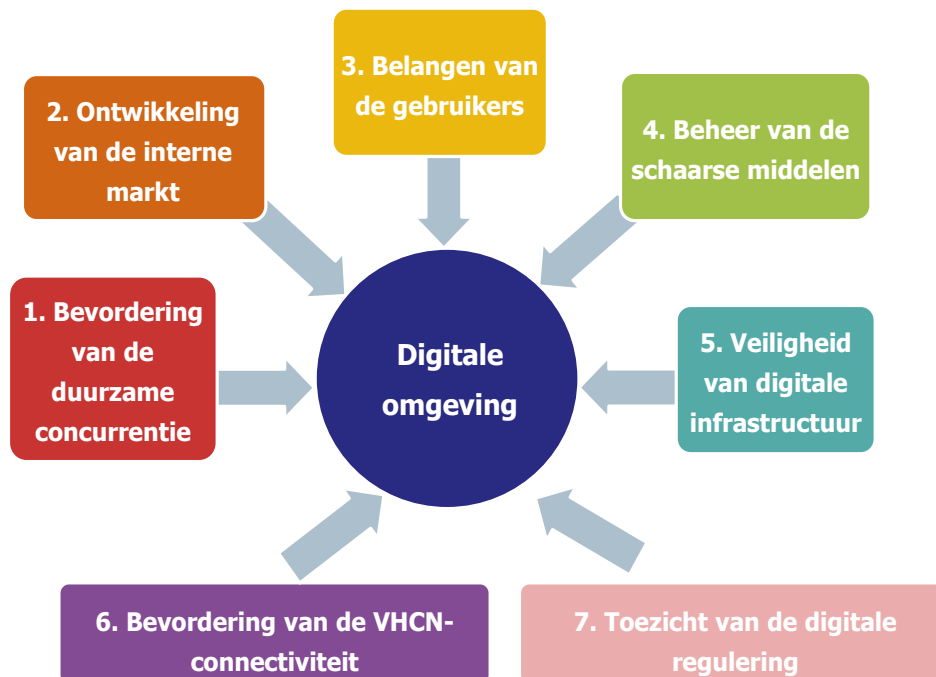 3. Belangen van
de gebruikers
2. Ontwikkeling
van de interne
markt
4. Beheer van de
schaarse middelen
1. Bevordering
van de
duurzame
concurrentie
Digitale
omgeving
5. Veiligheid
van digitale
infrastructuur
6. Bevordering van de VHCN-
connectiviteit
7. Toezicht van de digitale
regulering